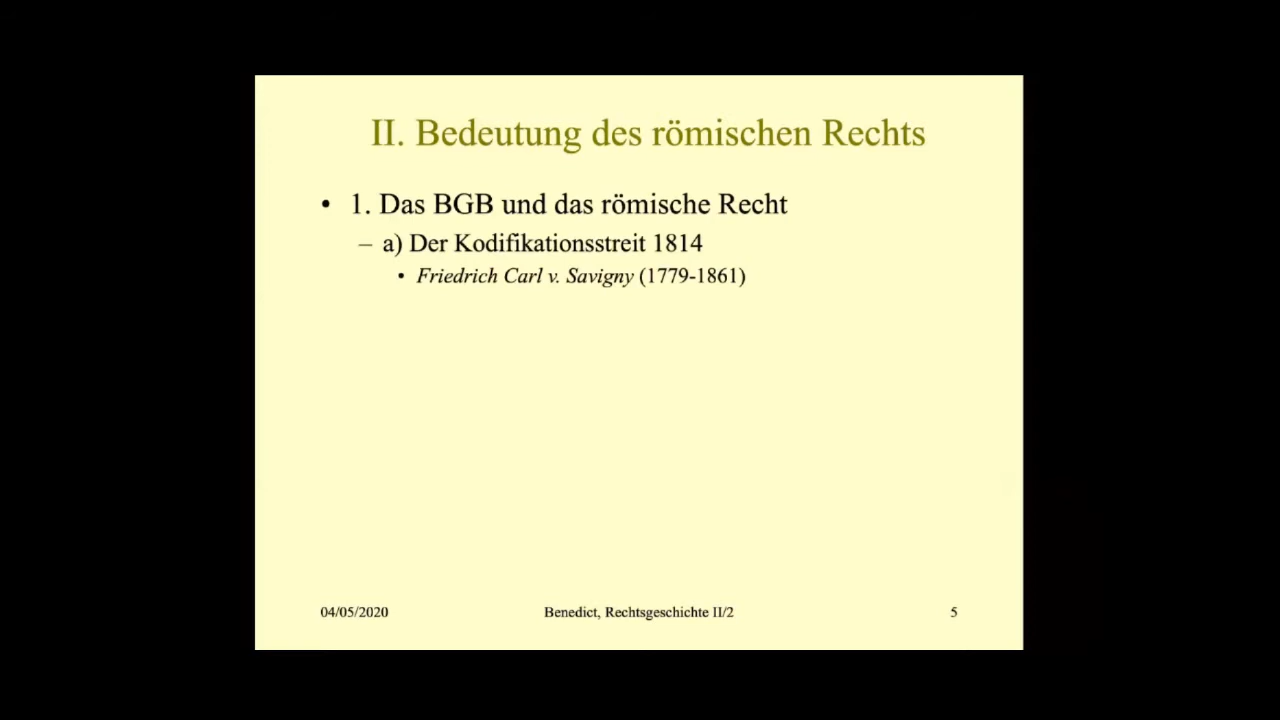 II. Bedeutung des römischen Rechts
• 1. Das BGB und das römische Recht
– a) Der Kodifikationsstreit 1814
• Friedrich Carl v. Savigny (1779-1861)
04/05/2020
Benedict, Rechtsgeschichte II/2
5